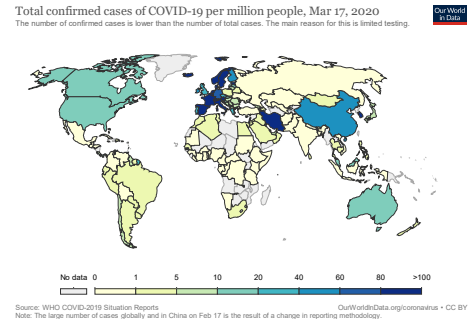 Total confirmed cases of COVID-19 per million people, Mar 17, 2020
Our World
in Data
The number of confirmed cases is lower than the number of total cases. The main reason for this is limited testing.
No data 0 1 5 10 20 40 60 80 >100
Source: WHO COVID-2019 Situation Reports OurWorldInData.org/coronavirus • CC BY
Note: The large number of cases globally and in China on Feb 17 is the result of a change in reporting methodology.